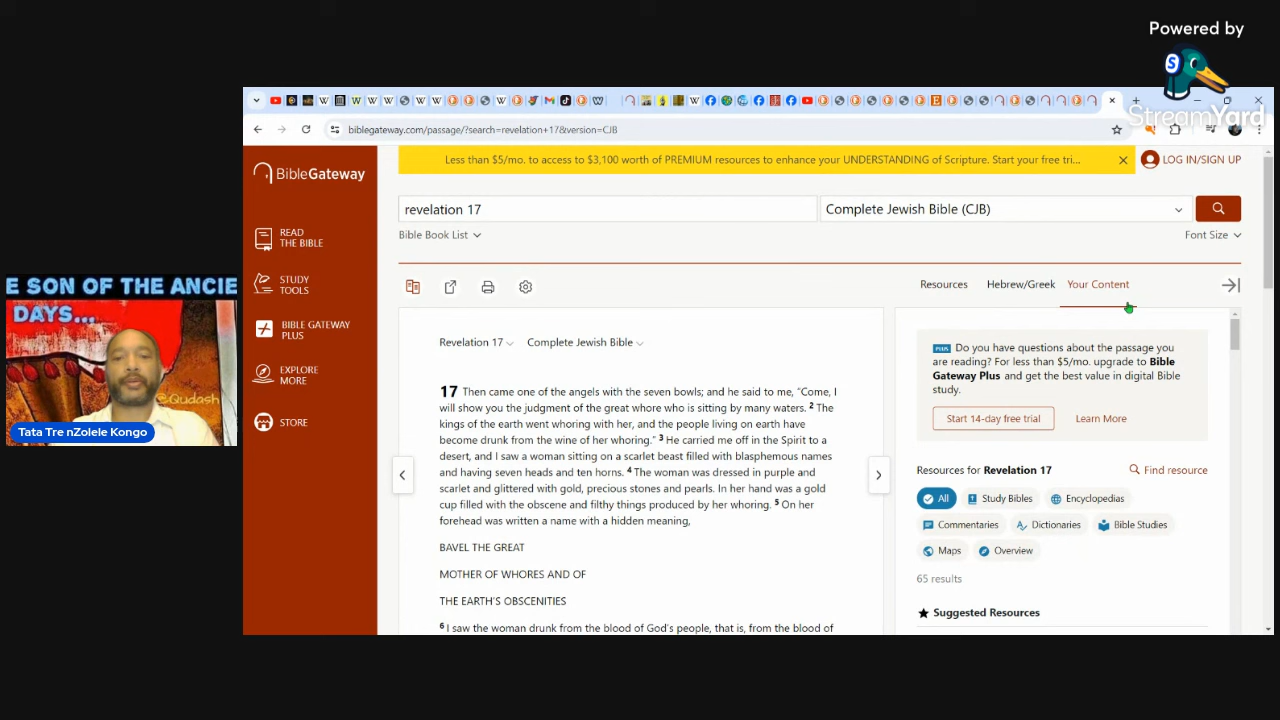 Powered by
StreamYard
biblegateway.com/passage/?search=revelation+17&version=CJB
Less than $5/mo. to access to $3,100 worth of PREMIUM resources to enhance your UNDERSTANDING of Scripture. Start your free tri...
LOG IN/SIGN UP
BibleGateway
revelation 17
Complete Jewish Bible (CJB)
Bible Book List
Font Size
READ
THE BIBLE
STUDY
TOOLS
BIBLE GATEWAY
PLUS
EXPLORE
MORE
STORE
Resources
Hebrew/Greek
Your Content
Revelation 17
Complete Jewish Bible
17 Then came one of the angels with the seven bowls; and he said to me, “Come, I
will show you the judgment of the great whore who is sitting by many waters. 2 The
kings of the earth went whoring with her, and the people living on earth have
become drunk from the wine of her whoring.” 3 He carried me off in the Spirit to a
desert, and I saw a woman sitting on a scarlet beast filled with blasphemous names
and having seven heads and ten horns. 4 The woman was dressed in purple and
scarlet and glittered with gold, precious stones and pearls. In her hand was a gold
cup filled with the obscene and filthy things produced by her whoring. 5 On her
forehead was written a name with a hidden meaning,
BAVEL THE GREAT
MOTHER OF WHORES AND OF
THE EARTH’S OBSCENITIES
6 I saw the woman drunk from the blood of God’s people, that is, from the blood of
PLUS Do you have questions about the passage you
are reading? For less than $5/mo. upgrade to Bible
Gateway Plus and get the best value in digital Bible
study.
Start 14-day free trial
Learn More
Resources for Revelation 17
Find resource
All
Study Bibles
Encyclopedias
Commentaries
Dictionaries
Bible Studies
Maps
Overview
65 results
Suggested Resources
E SON OF THE ANCIE
DAYS...
@Qudash
Tata Tre nZolele Kongo